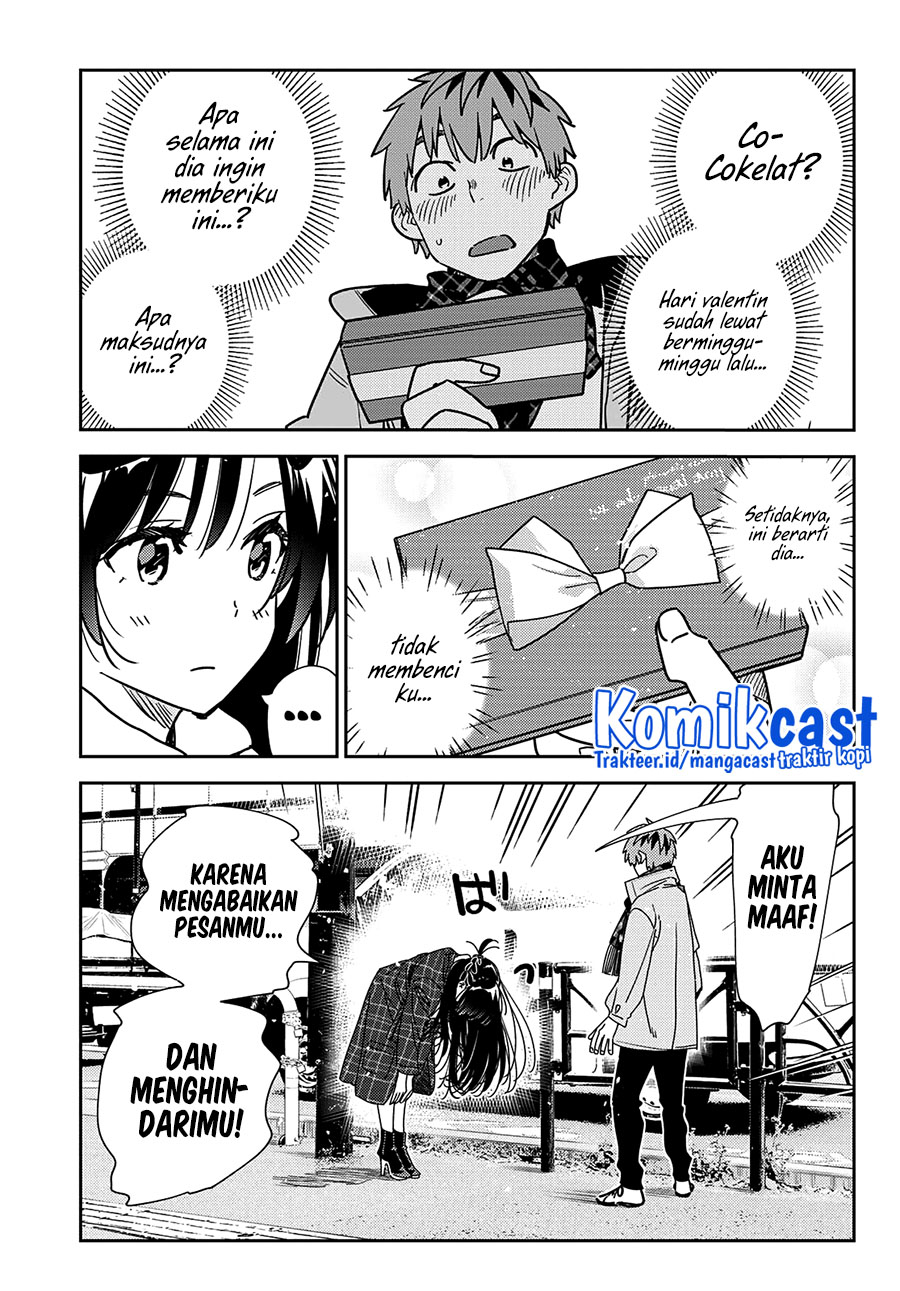 Co-
Cokelat?
Hari valentin
sudah lewat
berminggu-
minggu lalu...
Apa
selama ini
dia ingin
memberiku
ini...?
Apa
maksudnya
ini...?
Setidaknya,
ini berarti
dia...
tidak
membenci
ku...
...
Komikcast
Trakteer.id/mangacast traktir kopi
AKU
MINTA
MAAF!
ばっ
KARENA
MENGABAIKAN
PESANMU...
DAN
MENGHIN-
DARIMU!